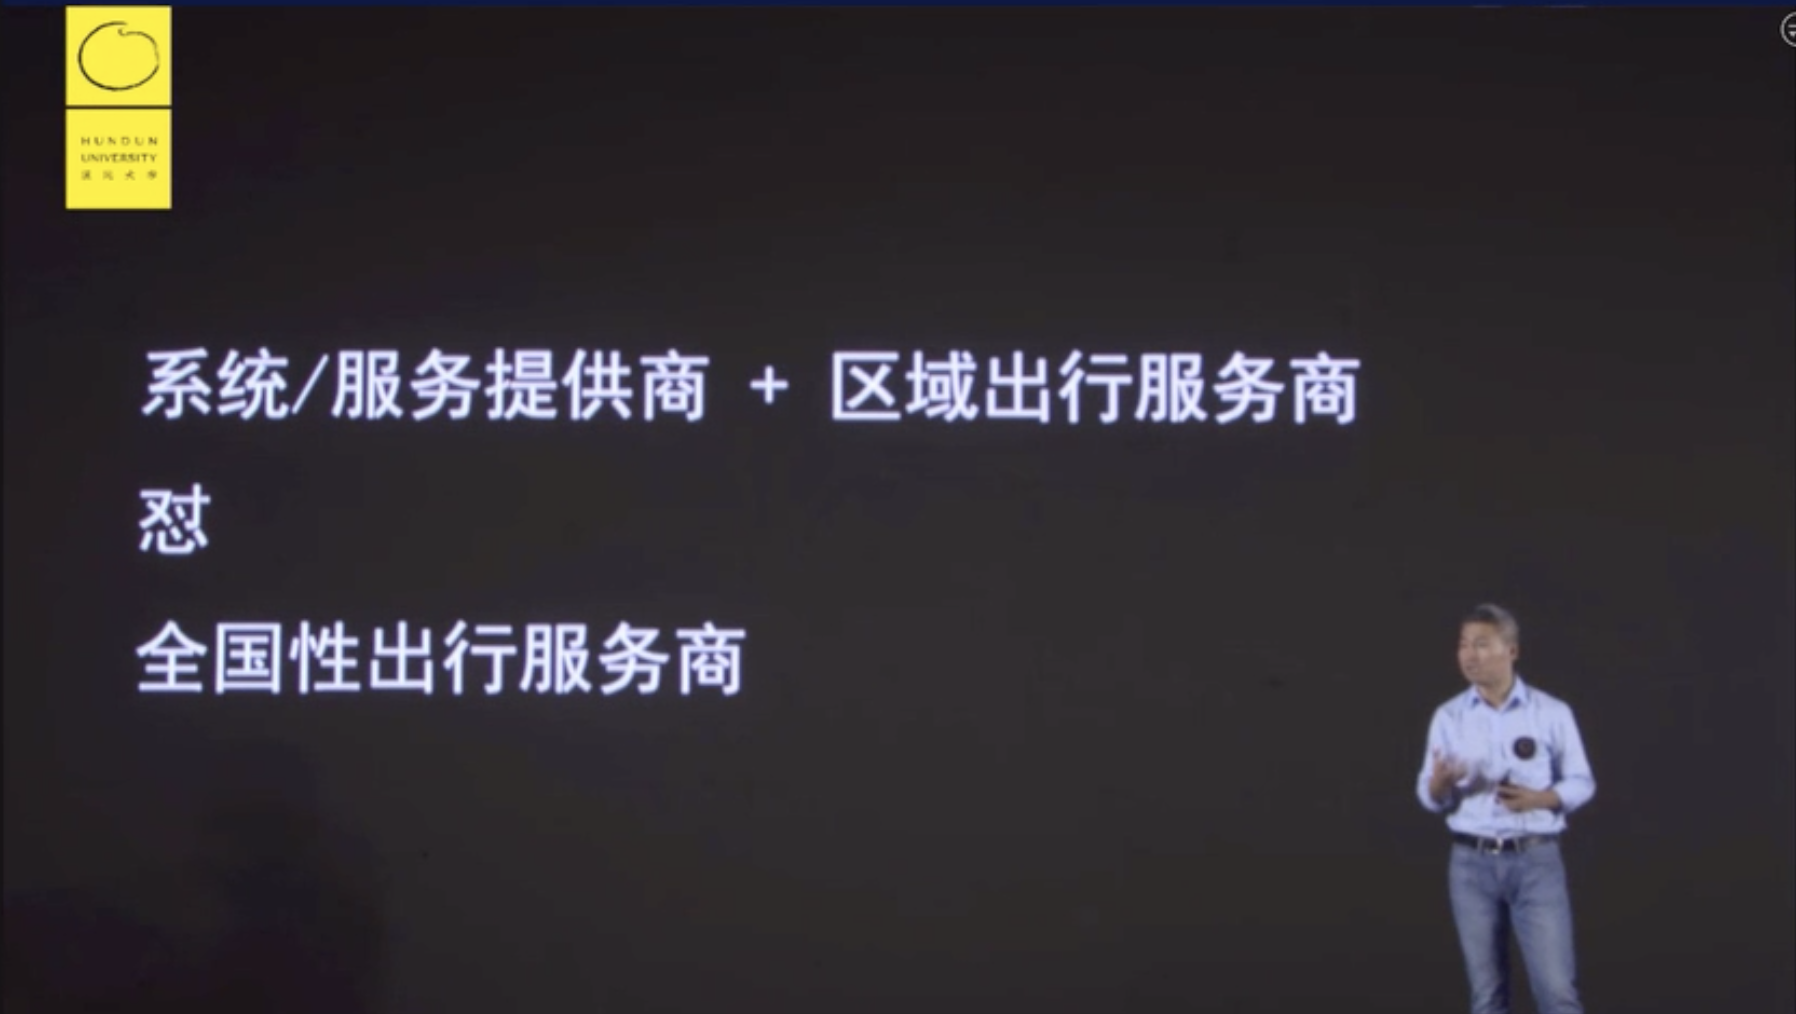 HUNDUN
UNIVERSITY
混沌大学
系统/服务提供商 + 区域出行服务商
怼
全国性出行服务商